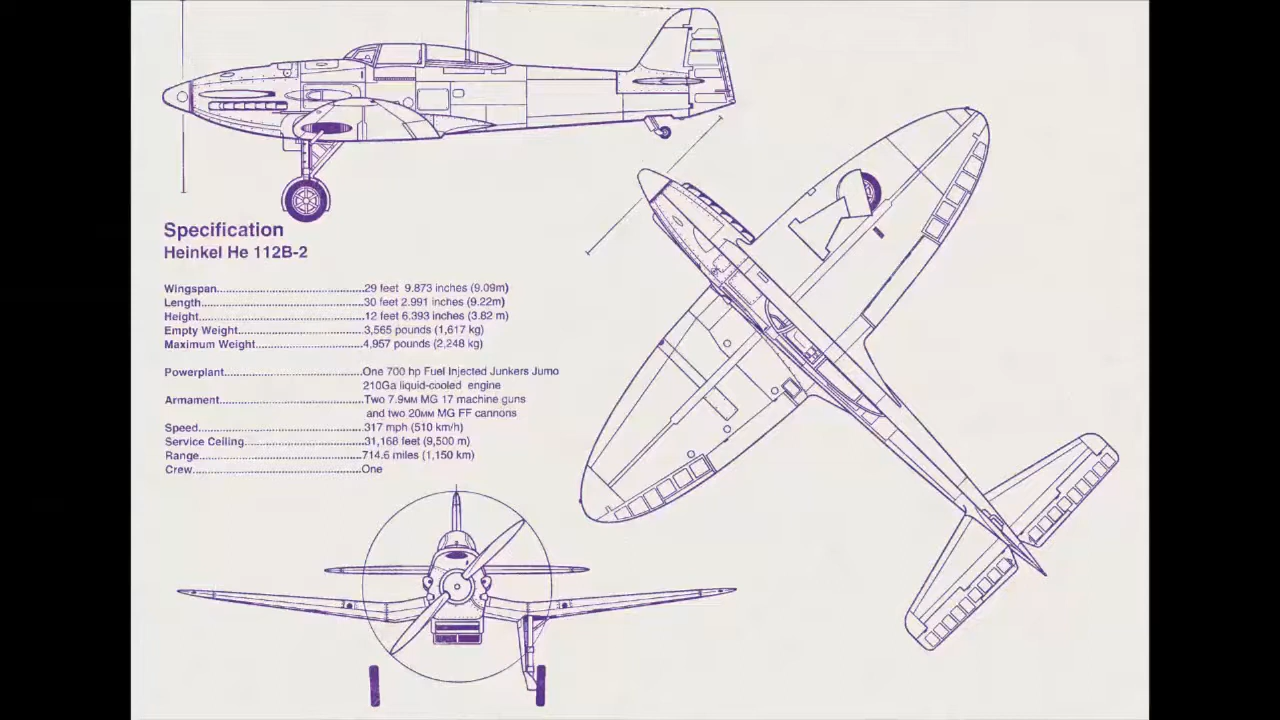 Specification
Heinkel He 112B-2
Wingspan..........................................29 feet 9.873 inches (9.09m)
Length................................................30 feet 2.991 inches (9.22m)
Height................................................12 feet 6.393 inches (3.82 m)
Empty Weight...................................3,565 pounds (1,617 kg)
Maximum Weight..............................4,957 pounds (2,248 kg)
Powerplant........................................One 700 hp Fuel Injected Junkers Jumo
210Ga liquid-cooled engine
Armament.........................................Two 7.9мм MG 17 machine guns
and two 20мм MG FF cannons
Speed.................................................317 mph (510 km/h)
Service Ceiling..................................31,168 feet (9,500 m)
Range.................................................714.6 miles (1,150 km)
Crew...................................................One